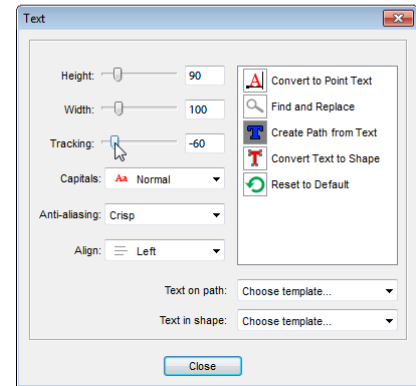 Text
Height: 90
Width: 100
Tracking: -60
Capitals: Aa Normal
Anti-aliasing: Crisp
Align: Left
A Convert to Point Text
Find and Replace
T Create Path from Text
T Convert Text to Shape
Reset to Default
Text on path: Choose template...
Text in shape: Choose template...
Close